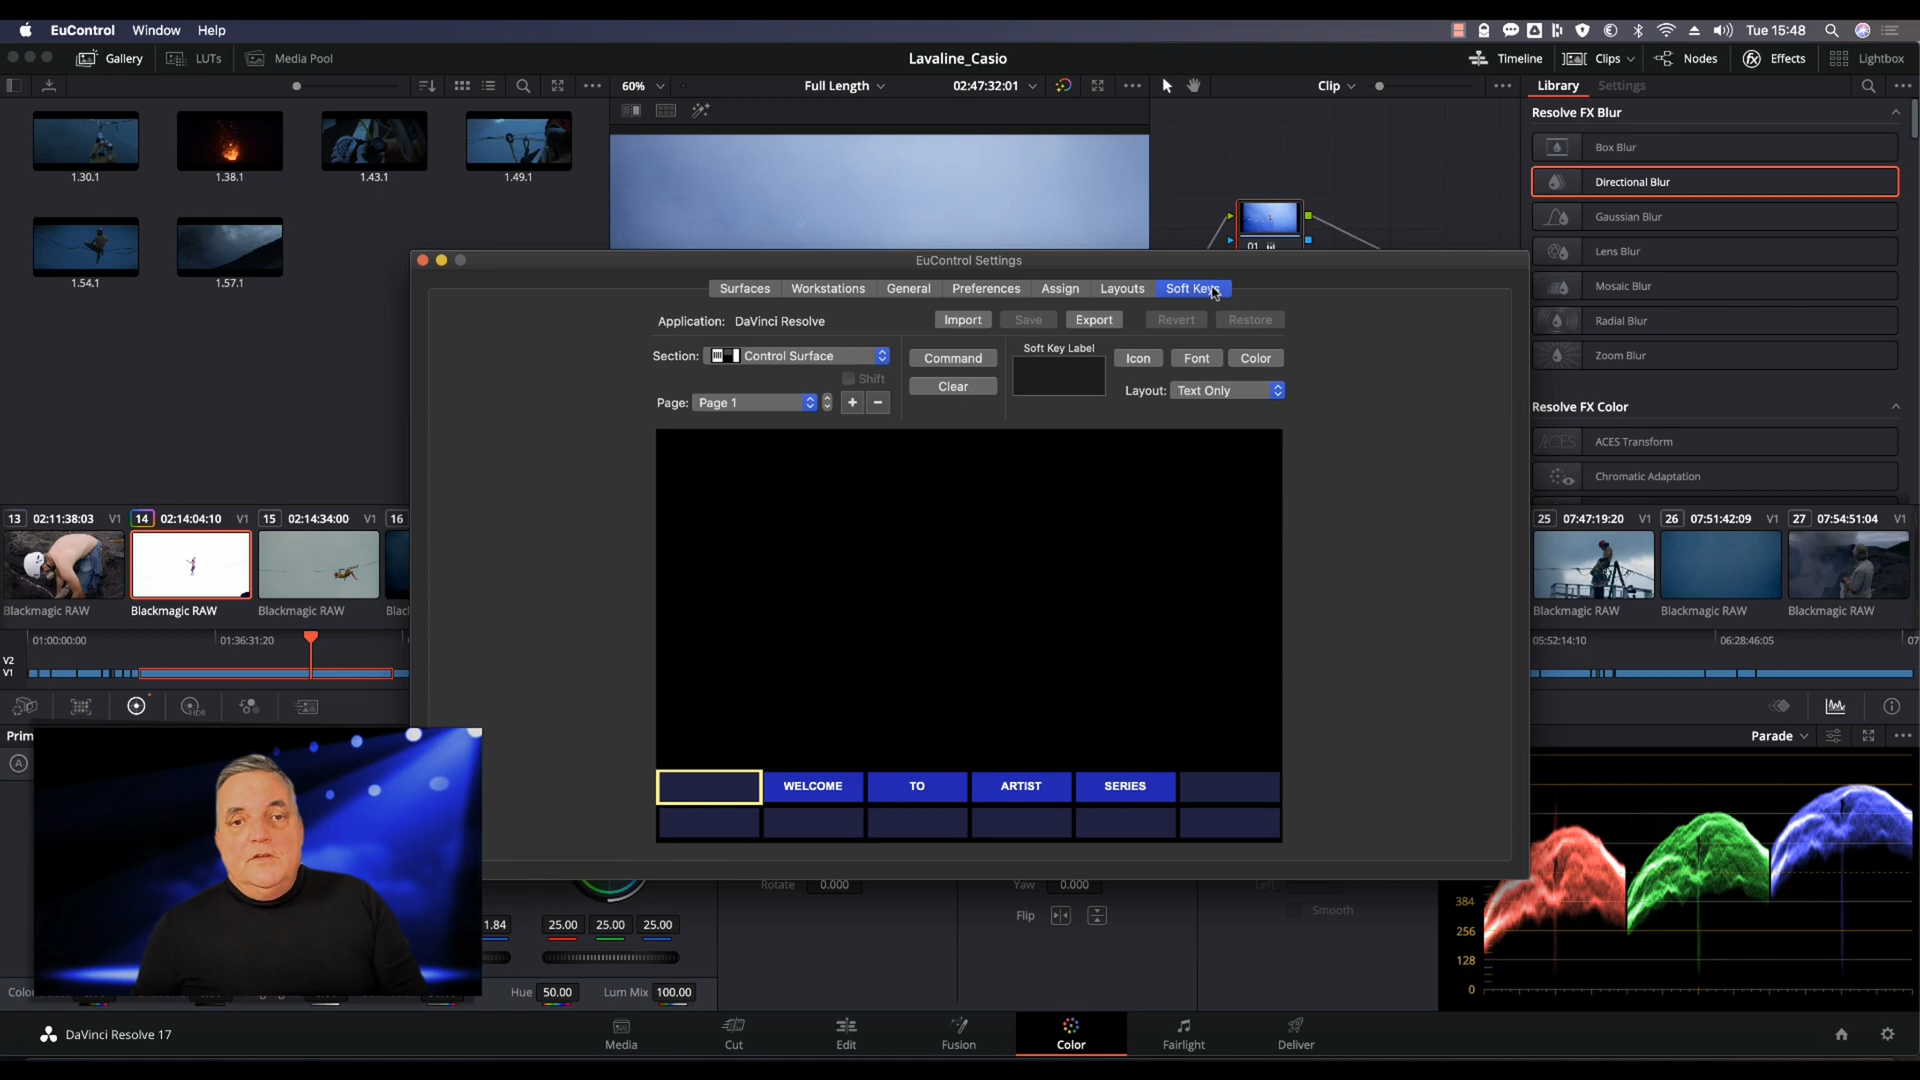 EuControl Window Help
Tue 15:48
Gallery LUTs Media Pool
Lavaline_Casio
Timeline Clips Nodes Effects Lightbox
60% Full Length 02:47:32:01
Clip
Library Settings
Resolve FX Blur
Box Blur
Directional Blur
Gaussian Blur
Lens Blur
Mosaic Blur
Radial Blur
Zoom Blur
Resolve FX Color
ACES ACES Transform
Chromatic Adaptation
1.30.1 1.38.1 1.43.1 1.49.1
1.54.1 1.57.1
01
EuControl Settings
Surfaces Workstations General Preferences Assign Layouts Soft Keys
Application: DaVinci Resolve Import Save Export Revert Restore
Section: Control Surface Command Soft Key Label Icon Font Color
Shift Clear
Layout: Text Only
Page: Page 1 + −
WELCOME TO ARTIST SERIES
13 02:11:38:03 V1 14 02:14:04:10 V1 15 02:14:34:00 V1 16
Blackmagic RAW Blackmagic RAW Blackmagic RAW Blac
25 07:47:19:20 V1 26 07:51:42:09 V1 27 07:54:51:04 V1
Blackmagic RAW Blackmagic RAW Blackmagic RAW
01:00:00:00 01:36:31:20
05:52:14:10 06:28:46:05 07
V2
V1
HDR
Prim
A
Parade
Rotate 0.000 Yaw 0.000 Left
Flip Smooth
1.84 25.00 25.00 25.00
Colo Hue 50.00 Lum Mix 100.00
384
256
128
0
DaVinci Resolve 17
Media Cut Edit Fusion Color Fairlight Deliver